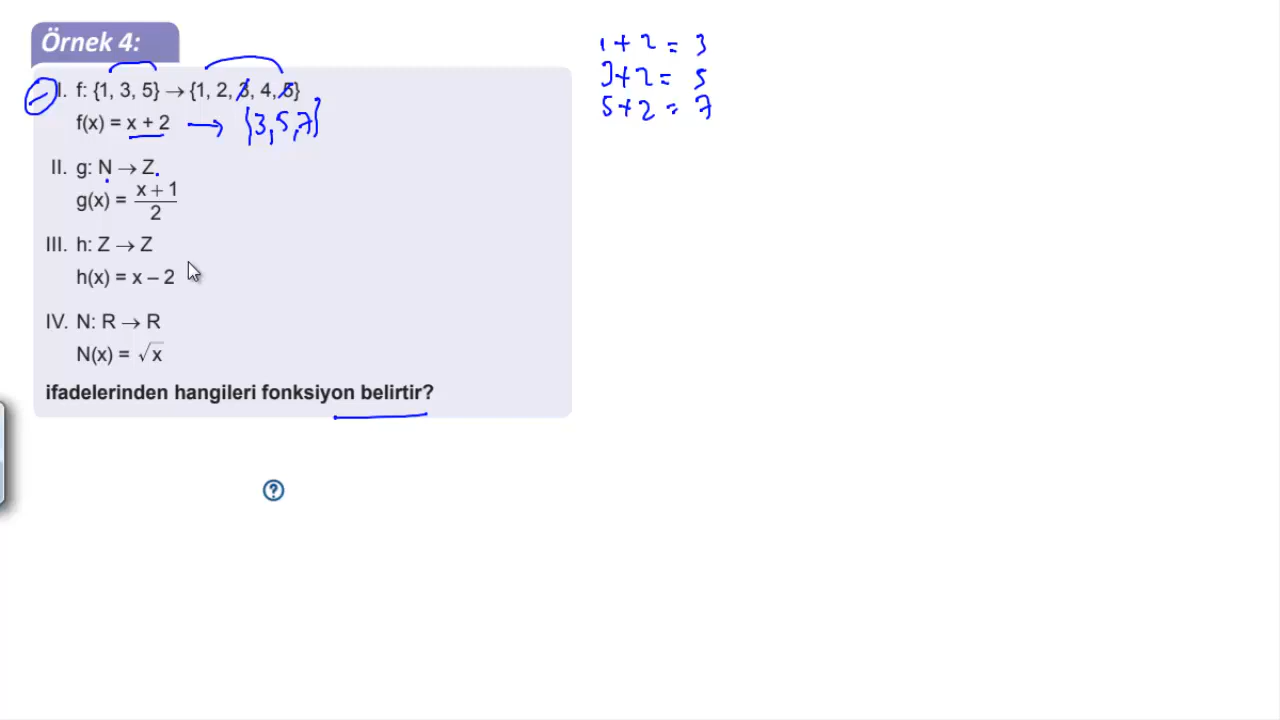 Örnek 4:
I. f: {1, 3, 5} → {1, 2, 3, 4, 5}
f(x) = x + 2 → {3, 5, 7}
II. g: N → Z
g(x) = (x + 1)/2
III. h: Z → Z
h(x) = x – 2
IV. N: R → R
N(x) = √x
ifadelerinden hangileri fonksiyon belirtir?
?
1 + 2 = 3
3 + 2 = 5
5 + 2 = 7